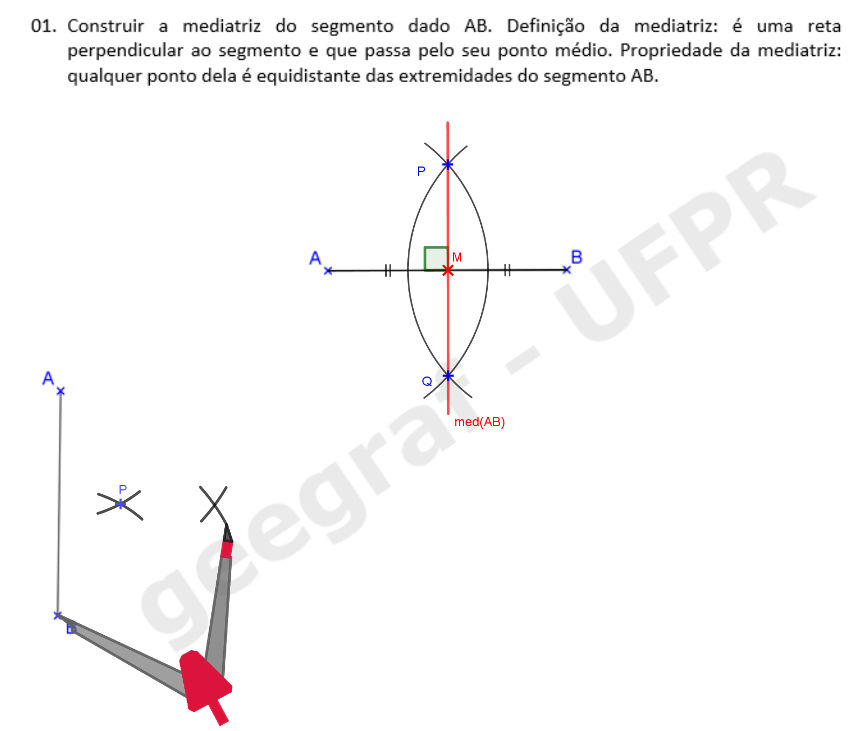 01. Construir a mediatriz do segmento dado AB. Definição da mediatriz: é uma reta
perpendicular ao segmento e que passa pelo seu ponto médio. Propriedade da mediatriz:
qualquer ponto dela é equidistante das extremidades do segmento AB.
P
A
M
B
Q
med(AB)
A
P
B
geegraf - UFPR